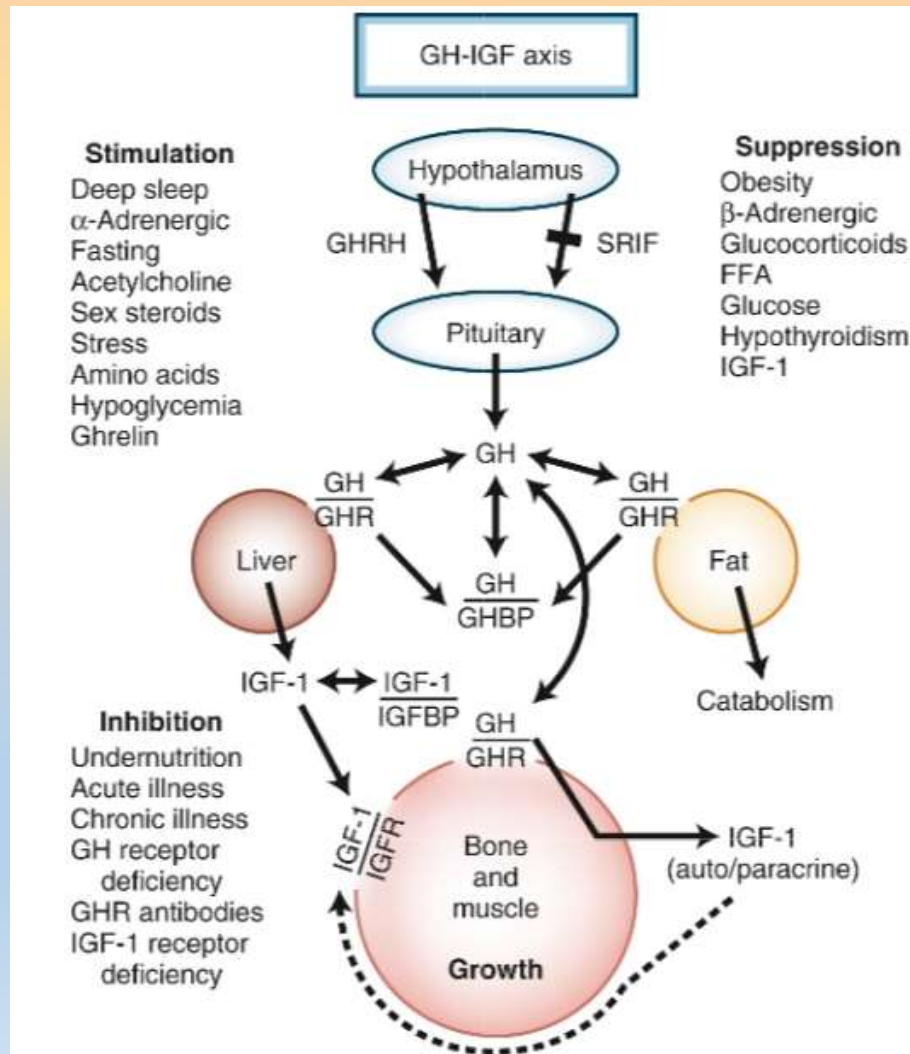 GH-IGF axis
Stimulation
Deep sleep
α-Adrenergic
Fasting
Acetylcholine
Sex steroids
Stress
Amino acids
Hypoglycemia
Ghrelin
Hypothalamus
GHRH
SRIF
Pituitary
Suppression
Obesity
β-Adrenergic
Glucocorticoids
FFA
Glucose
Hypothyroidism
IGF-1
GH
GH
GHR
GH
GHR
Liver
GH
GHBP
Fat
IGF-1
IGF-1
IGFBP
Catabolism
GH
GHR
Inhibition
Undernutrition
Acute illness
Chronic illness
GH receptor
deficiency
GHR antibodies
IGF-1 receptor
deficiency
IGF-1
IGFR
Bone
and
muscle
Growth
IGF-1
(auto/paracrine)